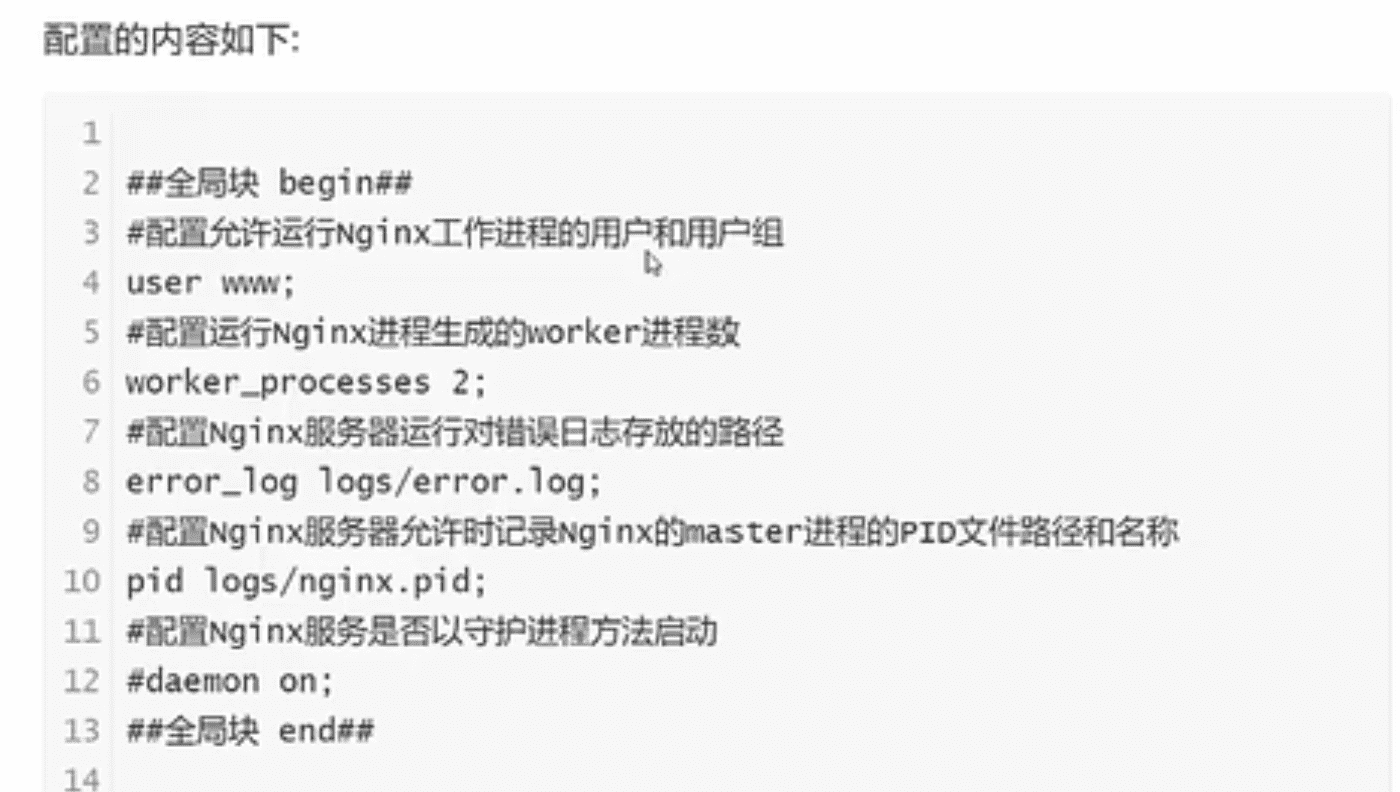 配置的内容如下:
1
2 ##全局块 begin##
3 #配置允许运行Nginx工作进程的用户和用户组
4 user www;
5 #配置运行Nginx进程生成的worker进程数
6 worker_processes 2;
7 #配置Nginx服务器运行对错误日志存放的路径
8 error_log logs/error.log;
9 #配置Nginx服务器允许时记录Nginx的master进程的PID文件路径和名称
10 pid logs/nginx.pid;
11 #配置Nginx服务是否以守护进程方法启动
12 #daemon on;
13 ##全局块 end##
14